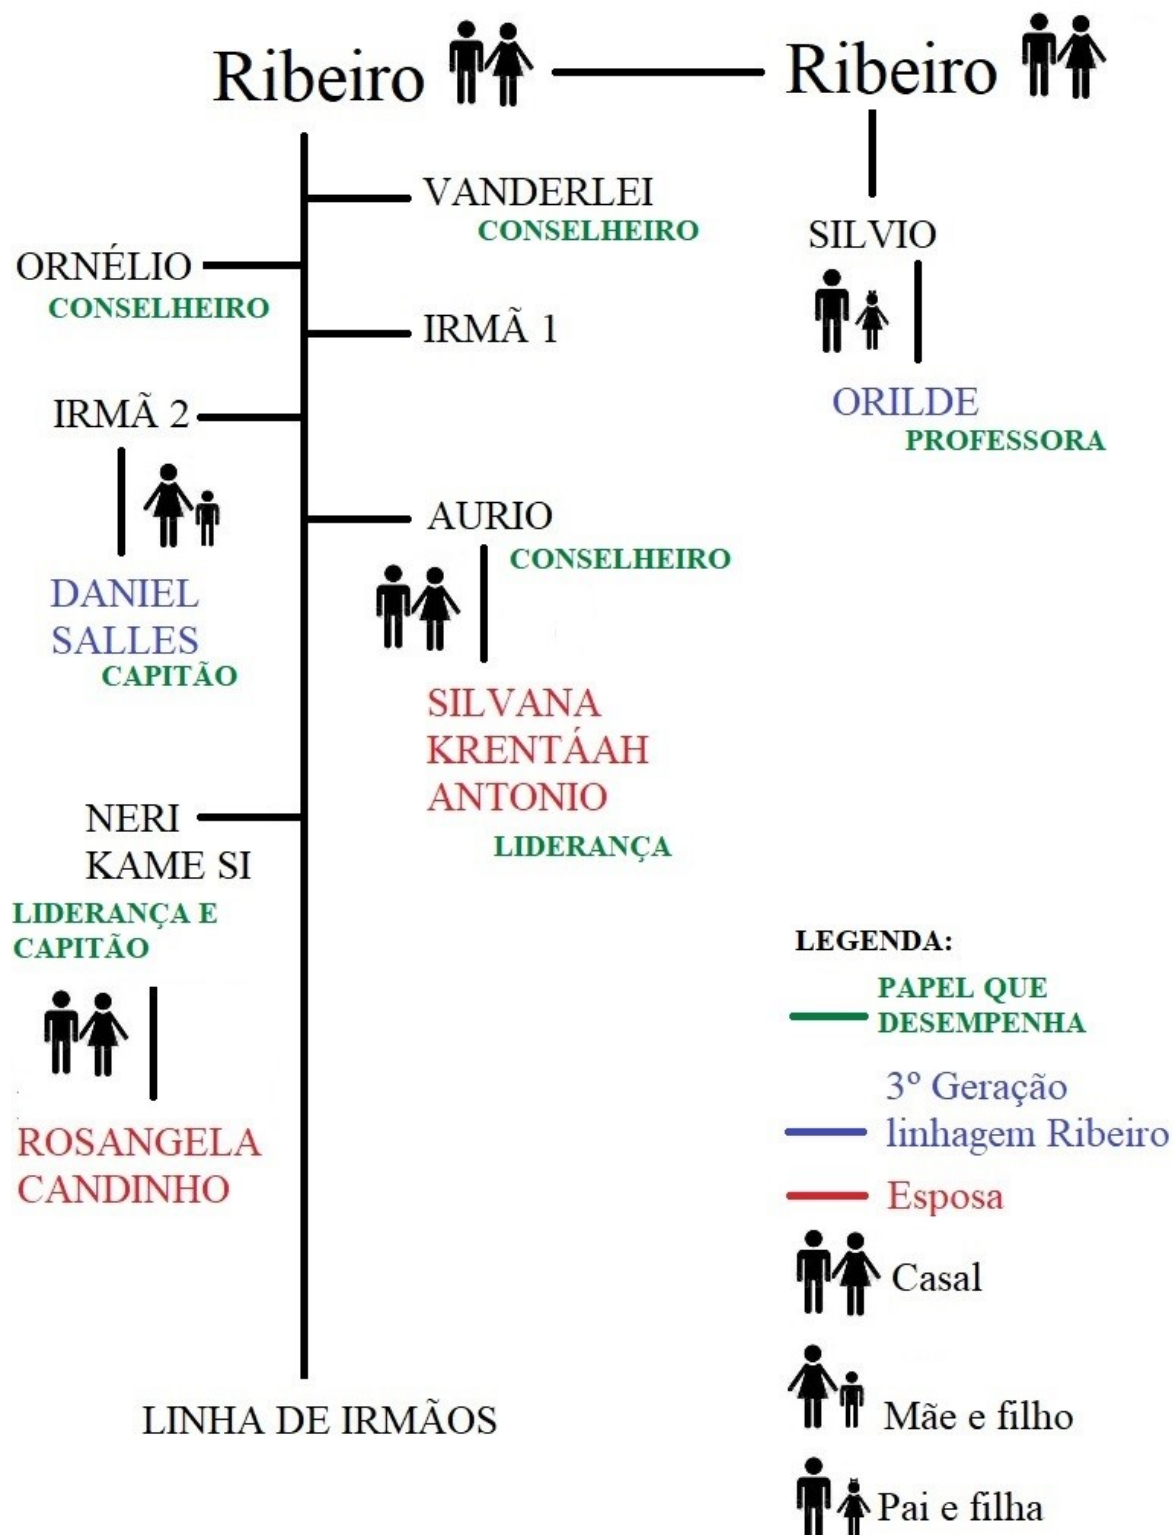 Ribeiro
Ribeiro
VANDERLEI
CONSELHEIRO
SILVIO
ORNÉLIO
CONSELHEIRO
IRMÃ 1
ORILDE
PROFESSORA
IRMÃ 2
DANIEL
SALLES
CAPITÃO
AURIO
CONSELHEIRO
SILVANA
KRENTÁAH
ANTONIO
LIDERANÇA
NERI
KAME SI
LIDERANÇA E
CAPITÃO
ROSANGELA
CANDINHO
LINHA DE IRMÃOS
LEGENDA:
PAPEL QUE
DESEMPENHA
3º Geração
linhagem Ribeiro
Esposa
Casal
Mãe e filho
Pai e filha